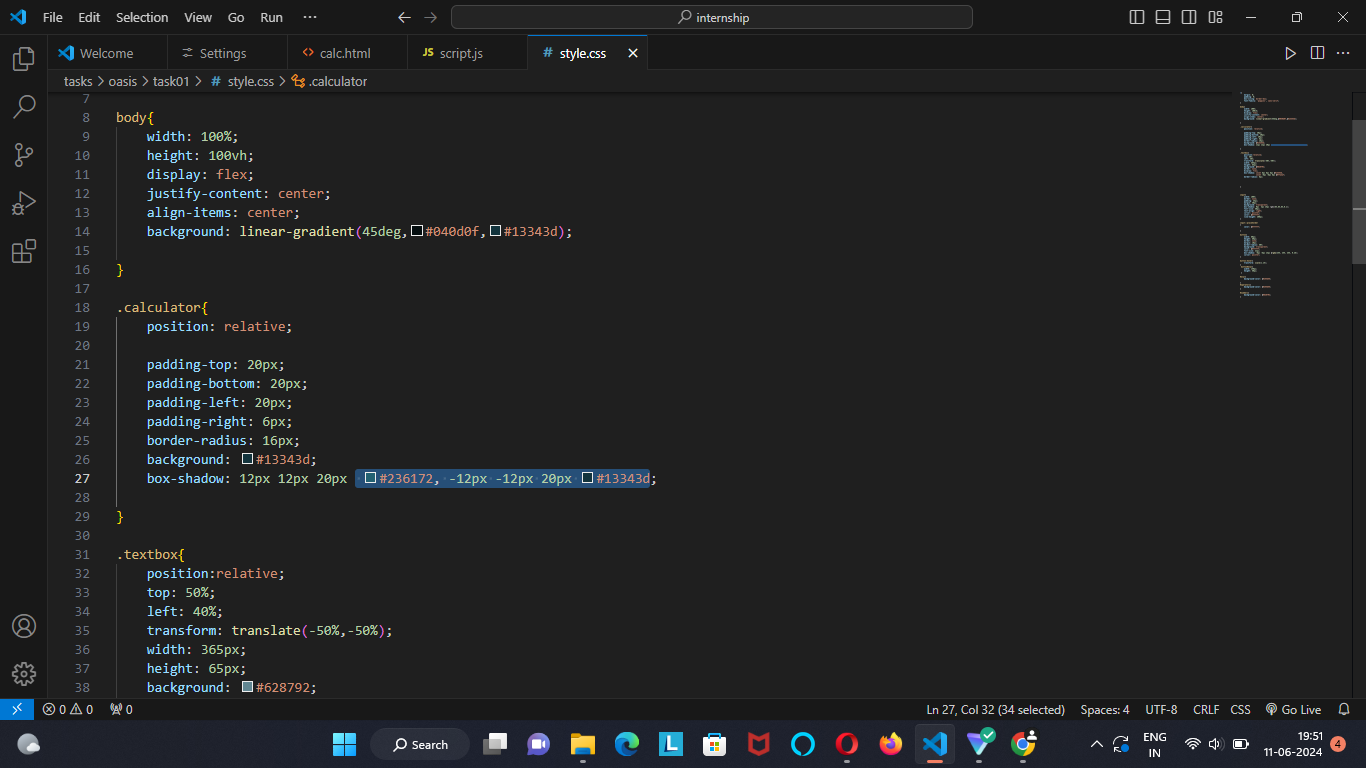 File Edit Selection View Go Run ··· internship
Welcome Settings calc.html JS script.js # style.css
tasks > oasis > task01 > # style.css > .calculator
7
8 body{
9 width: 100%;
10 height: 100vh;
11 display: flex;
12 justify-content: center;
13 align-items: center;
14 background: linear-gradient(45deg,#040d0f,#13343d);
15
16 }
17
18 .calculator{
19 position: relative;
20
21 padding-top: 20px;
22 padding-bottom: 20px;
23 padding-left: 20px;
24 padding-right: 6px;
25 border-radius: 16px;
26 background: #13343d;
27 box-shadow: 12px 12px 20px #236172, -12px -12px 20px #13343d;
28
29 }
30
31 .textbox{
32 position:relative;
33 top: 50%;
34 left: 40%;
35 transform: translate(-50%,-50%);
36 width: 365px;
37 height: 65px;
38 background: #628792;
0 0 0 Ln 27, Col 32 (34 selected) Spaces: 4 UTF-8 CRLF CSS Go Live
Search L ENG 19:51
IN 11-06-2024 4